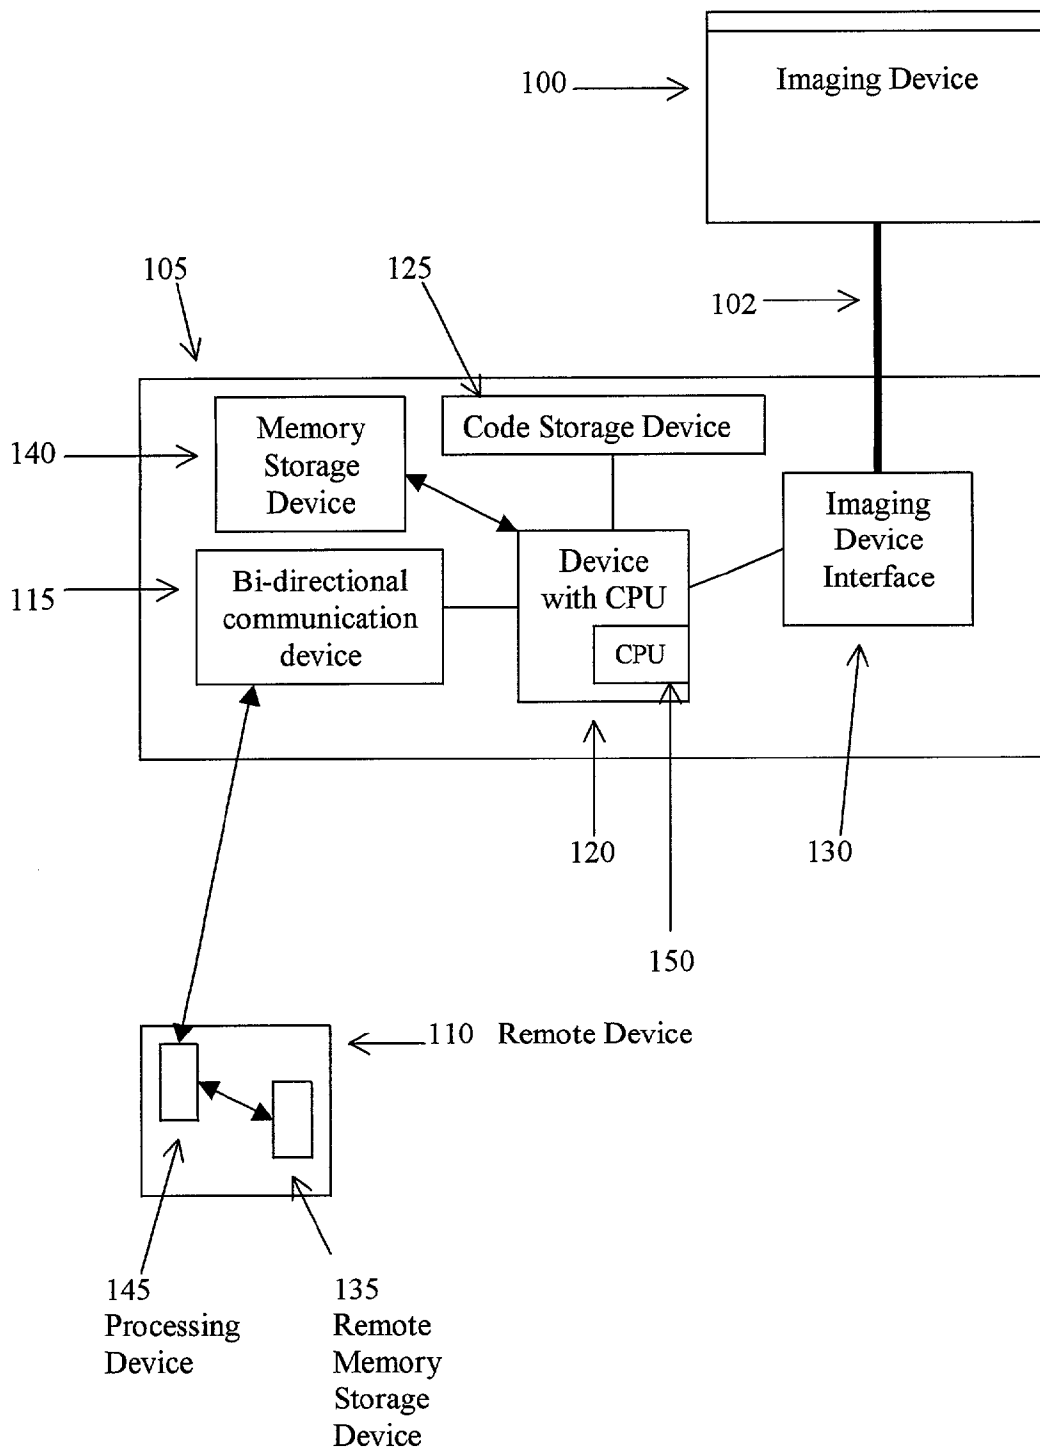 100
Imaging Device
105
125
102
140
Memory
Storage
Device
Code Storage Device
Imaging
Device
Interface
115
Bi-directional
communication
device
Device
with CPU
CPU
120
130
150
110 Remote Device
145
Processing
Device
135
Remote
Memory
Storage
Device